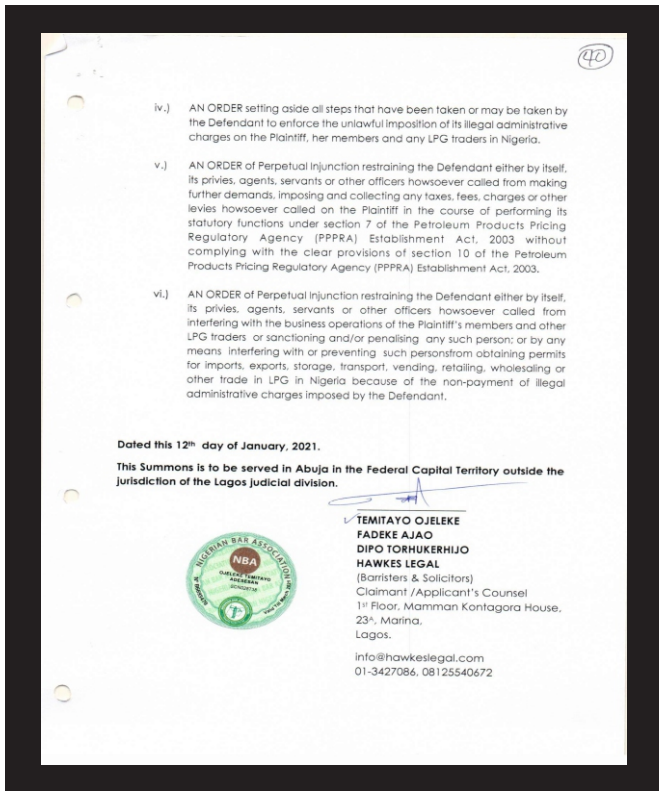 40
iv.) AN ORDER setting aside all steps that have been taken or may be taken by
the Defendant to enforce the unlawful imposition of its illegal administrative
charges on the Plaintiff, her members and any LPG traders in Nigeria.
v.) AN ORDER of Perpetual Injunction restraining the Defendant either by itself,
its privies, agents, servants or other officers howsoever called from making
further demands, imposing and collecting any taxes, fees, charges or other
levies howsoever called on the Plaintiff in the course of performing its
statutory functions under section 7 of the Petroleum Products Pricing
Regulatory Agency (PPPRA) Establishment Act, 2003 without
complying with the clear provisions of section 10 of the Petroleum
Products Pricing Regulatory Agency (PPPRA) Establishment Act, 2003.
vi.) AN ORDER of Perpetual Injunction restraining the Defendant either by itself,
its privies, agents, servants or other officers howsoever called from
interfering with the business operations of the Plaintiff's members and other
LPG traders or sanctioning and/or penalising any such person; or by any
means interfering with or preventing such personsfrom obtaining permits
for imports, exports, storage, transport, vending, retailing, wholesaling or
other trade in LPG in Nigeria because of the non-payment of illegal
administrative charges imposed by the Defendant.
Dated this 12th day of January, 2021.
This Summons is to be served in Abuja in the Federal Capital Territory outside the
jurisdiction of the Lagos judicial division.
TEMITAYO OJELEKE
FADEKE AJAO
DIPO TORHUKERHIJO
HAWKES LEGAL
(Barristers & Solicitors)
Claimant /Applicant's Counsel
1st Floor, Mamman Kontagora House,
23A, Marina,
Lagos.
info@hawkeslegal.com
01-3427086, 08125540672
NIGERIAN BAR ASSOCIATION
NBA
OJELEKE TEMITAYO